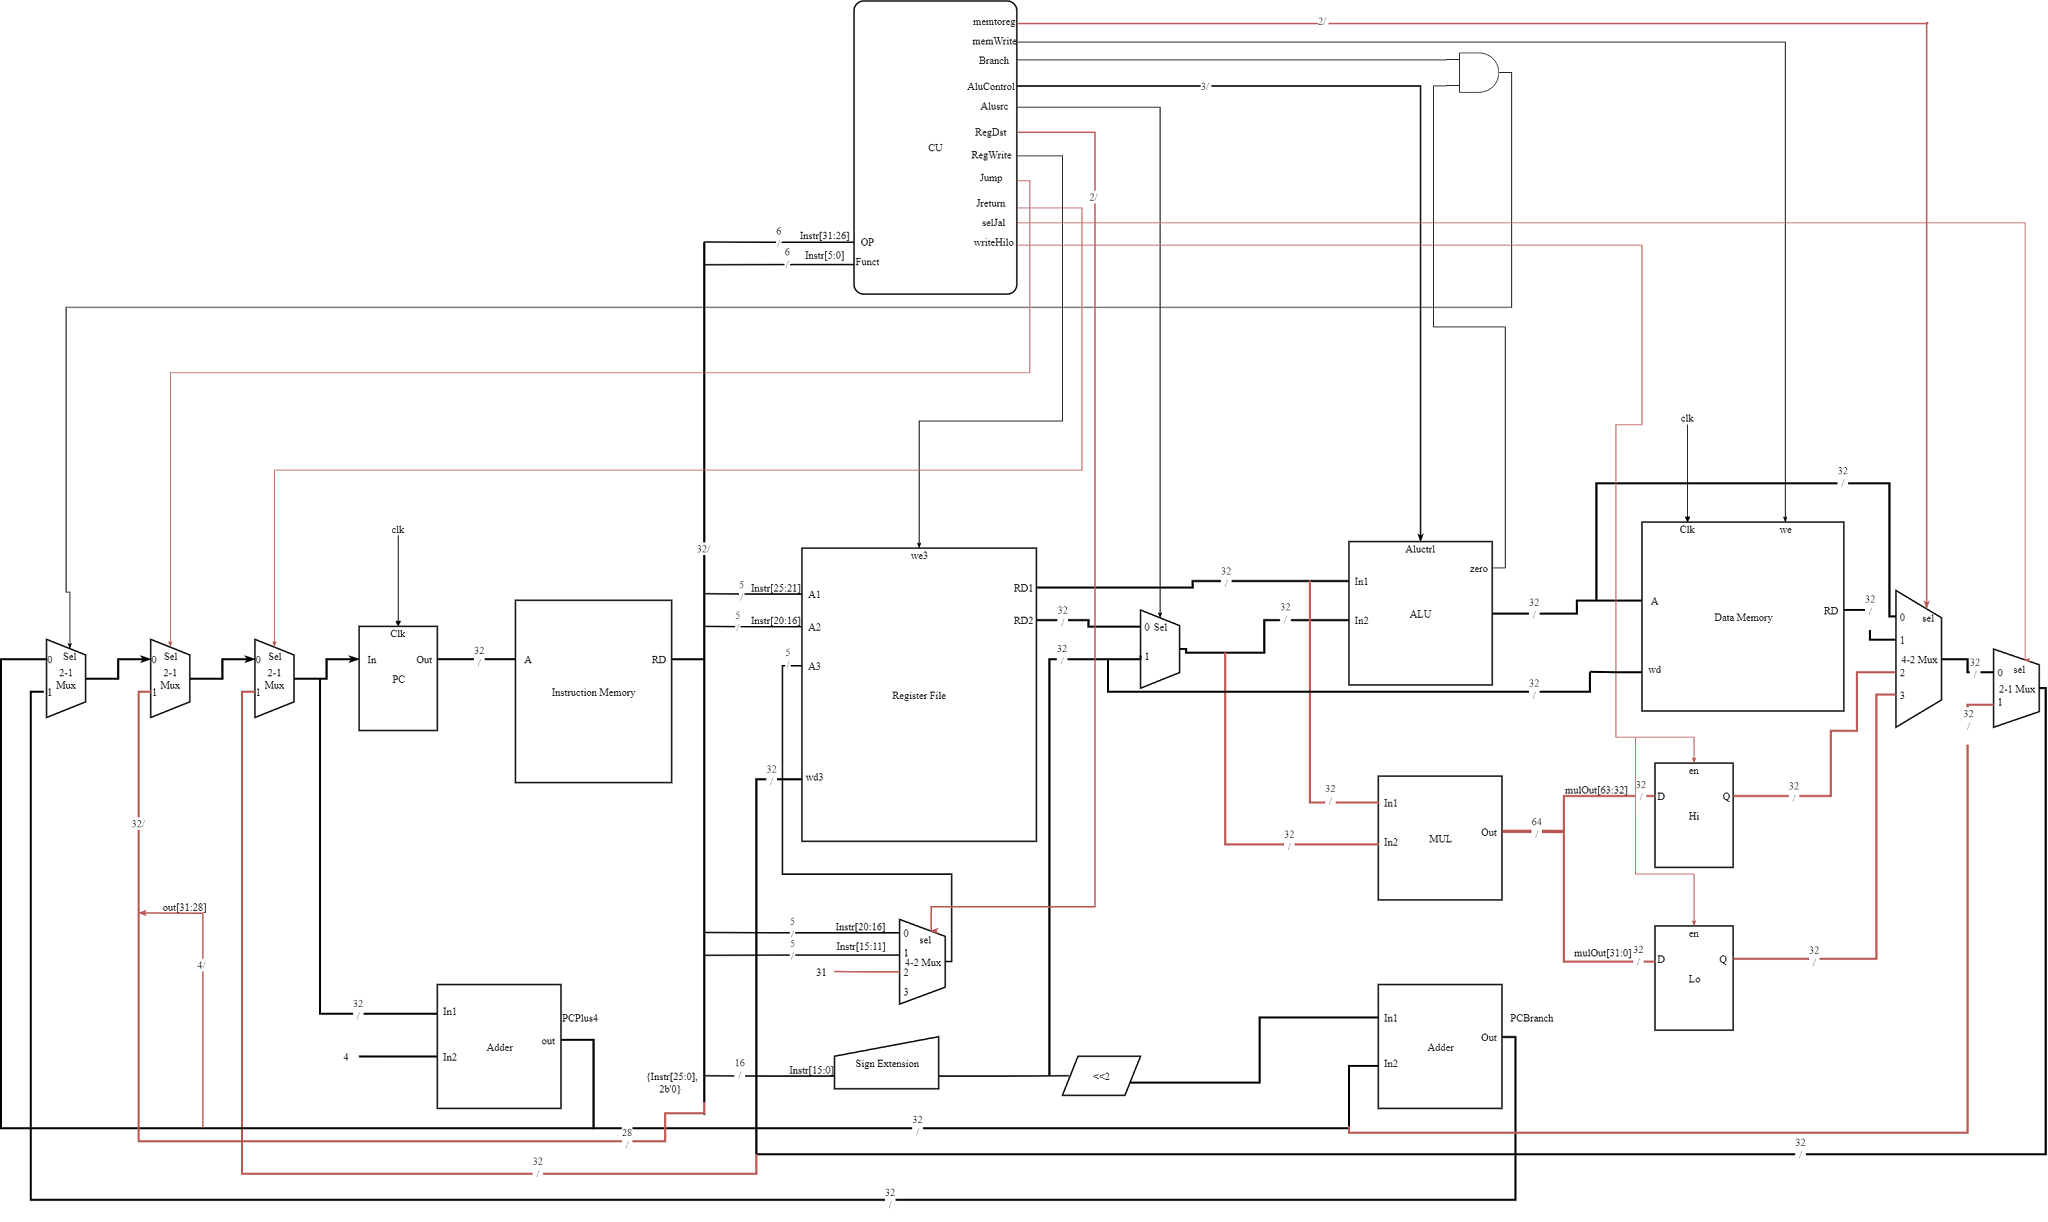 memtoreg
2/
memWrite
Branch
AluControl
3/
Alusrc
RegDst
CU
RegWrite
Jump
2/
Jreturn
selJal
writeHilo
6
/
Instr[31:26]
OP
6
/
Instr[5:0]
Funct
clk
32
/
clk
Clk
we
32/
we3
Aluctrl
zero
5
/
Instr[25:21]
A1
RD1
32
/
In1
ALU
In2
32
/
A
Data Memory
RD
32
/
5
/
Instr[20:16]
A2
RD2
32
/
0 Sel
1
32
/
0
sel
1
4-2 Mux
2
3
32
/
0
sel
2-1 Mux
1
32
/
0
Sel
2-1
Mux
1
0
Sel
2-1
Mux
1
0
Sel
2-1
Mux
1
Clk
In
Out
PC
32
/
A
RD
Instruction Memory
5
/
A3
Register File
32
/
wd
32
/
32
/
wd3
en
32
/
In1
MUL
Out
In2
32
/
64
/
mulOut[63:32]
32
/
D
Q
Hi
32
/
32/
out[31:28]
4/
5
/
Instr[20:16]
0
sel
5
/
Instr[15:11]
1
4-2 Mux
31
2
3
en
mulOut[31:0]
32
/
D
Q
Lo
32
/
32
/
In1
PCPlus4
Adder
out
4
In2
{Instr[25:0],
2b'0}
16
/
Instr[15:0]
Sign Extension
<<2
In1
PCBranch
Adder
Out
In2
28
/
32
/
32
/
32
/
32
/